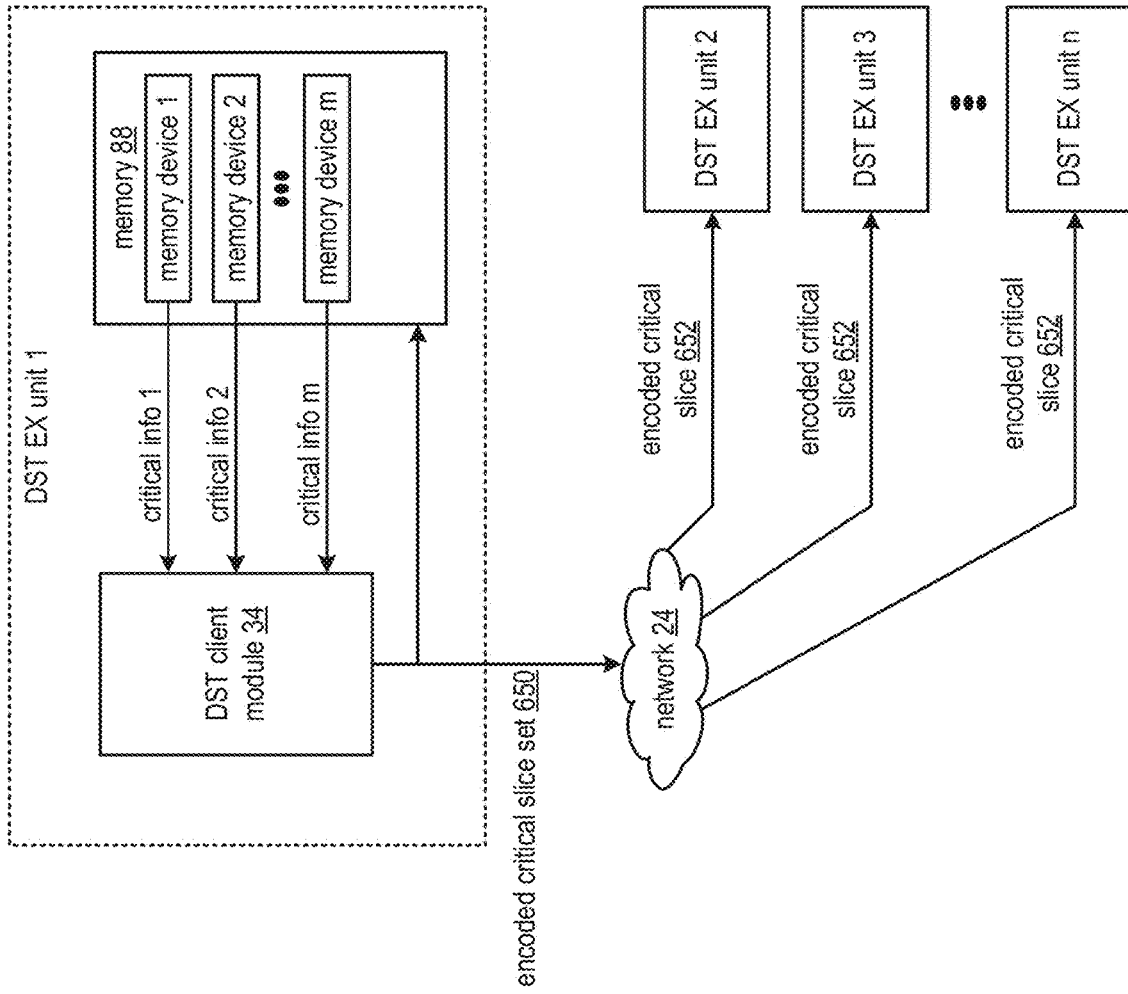 DST EX unit 1
DST client
module 34
critical info 1
critical info 2
critical info m
memory 88
memory device 1
memory device 2
memory device m
encoded critical slice set 650
network 24
encoded critical
slice 652
encoded critical
slice 652
encoded critical
slice 652
DST EX unit 2
DST EX unit 3
DST EX unit n